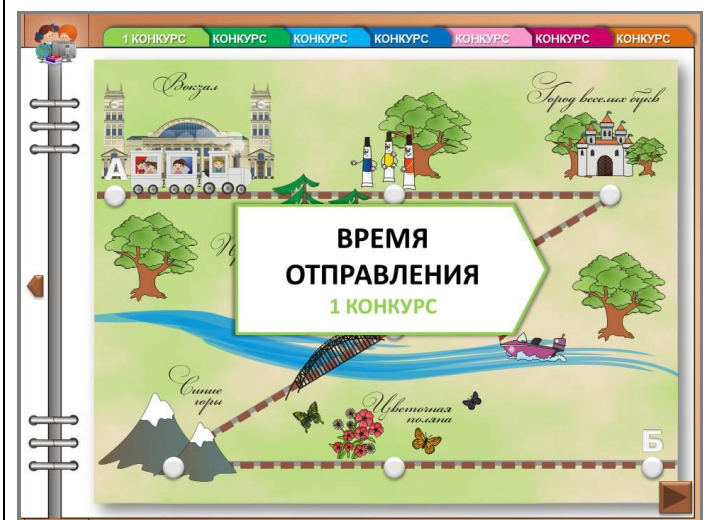 1 КОНКУРС КОНКУРС КОНКУРС КОНКУРС КОНКУРС КОНКУРС КОНКУРС
Вокзал
Город веселых букв
А
ВРЕМЯ
ОТПРАВЛЕНИЯ
1 КОНКУРС
Синие
горы
Цветочная
поляна
Б